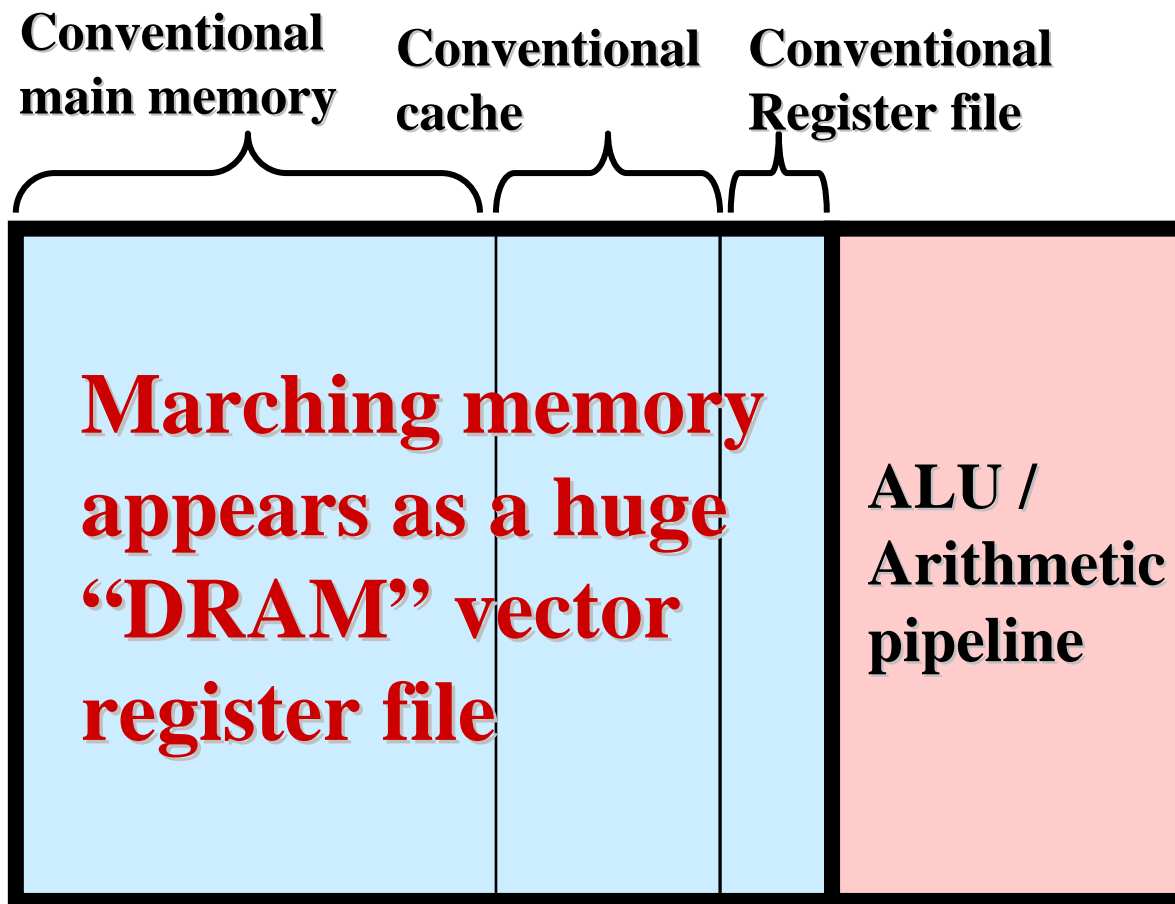 Conventional
main memory
Conventional
cache
Conventional
Register file
Marching memory
appears as a huge
“DRAM” vector
register file
ALU /
Arithmetic
pipeline